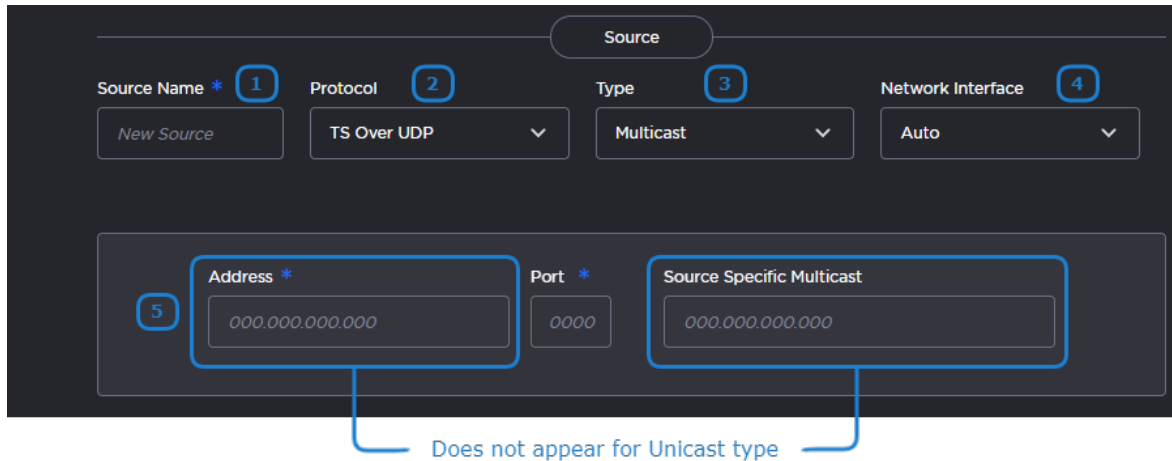 Source
Source Name * 1 Protocol 2 Type 3 Network Interface 4
New Source TS Over UDP Multicast Auto
Address * Port * Source Specific Multicast
5 000.000.000.000 0000 000.000.000.000
Does not appear for Unicast type